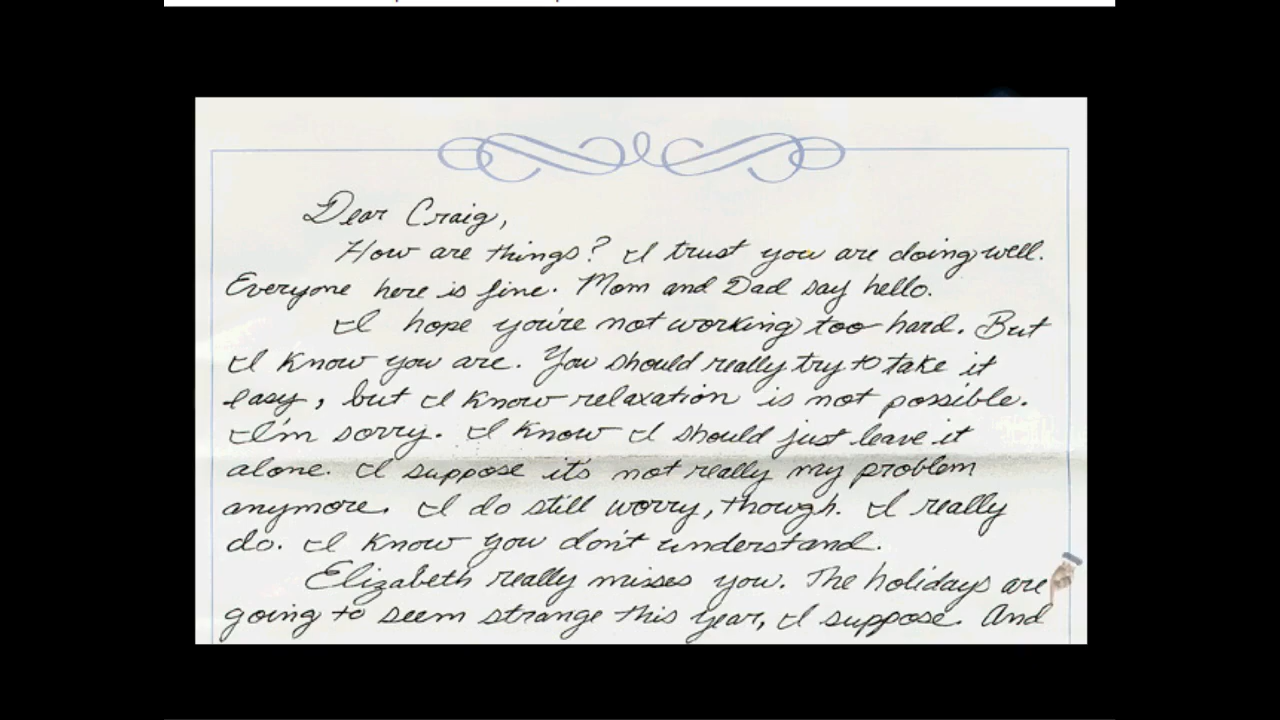 Dear Craig,
How are things? I trust you are doing well.
Everyone here is fine. Mom and Dad say hello.
I hope you're not working too hard. But
I know you are. You should really try to take it
easy, but I know relaxation is not possible.
I'm sorry. I know I should just leave it
alone. I suppose it's not really my problem
anymore. I do still worry, though. I really
do. I know you don't understand.
Elizabeth really misses you. The holidays are
going to seem strange this year, I suppose. And